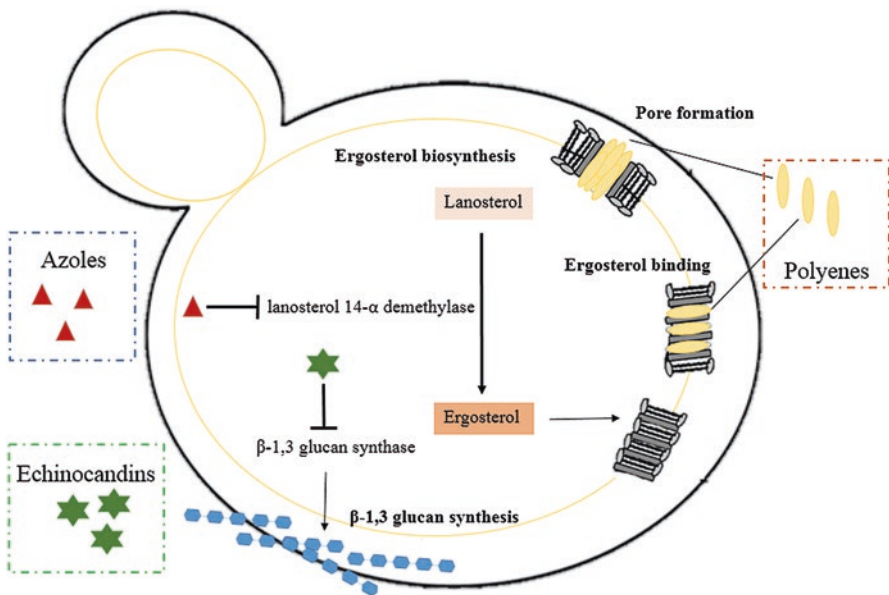 Pore formation
Ergosterol biosynthesis
Lanosterol
Azoles
Ergosterol binding
Polyenes
lanosterol 14-α demethylase
Ergosterol
β-1,3 glucan synthase
Echinocandins
β-1,3 glucan synthesis